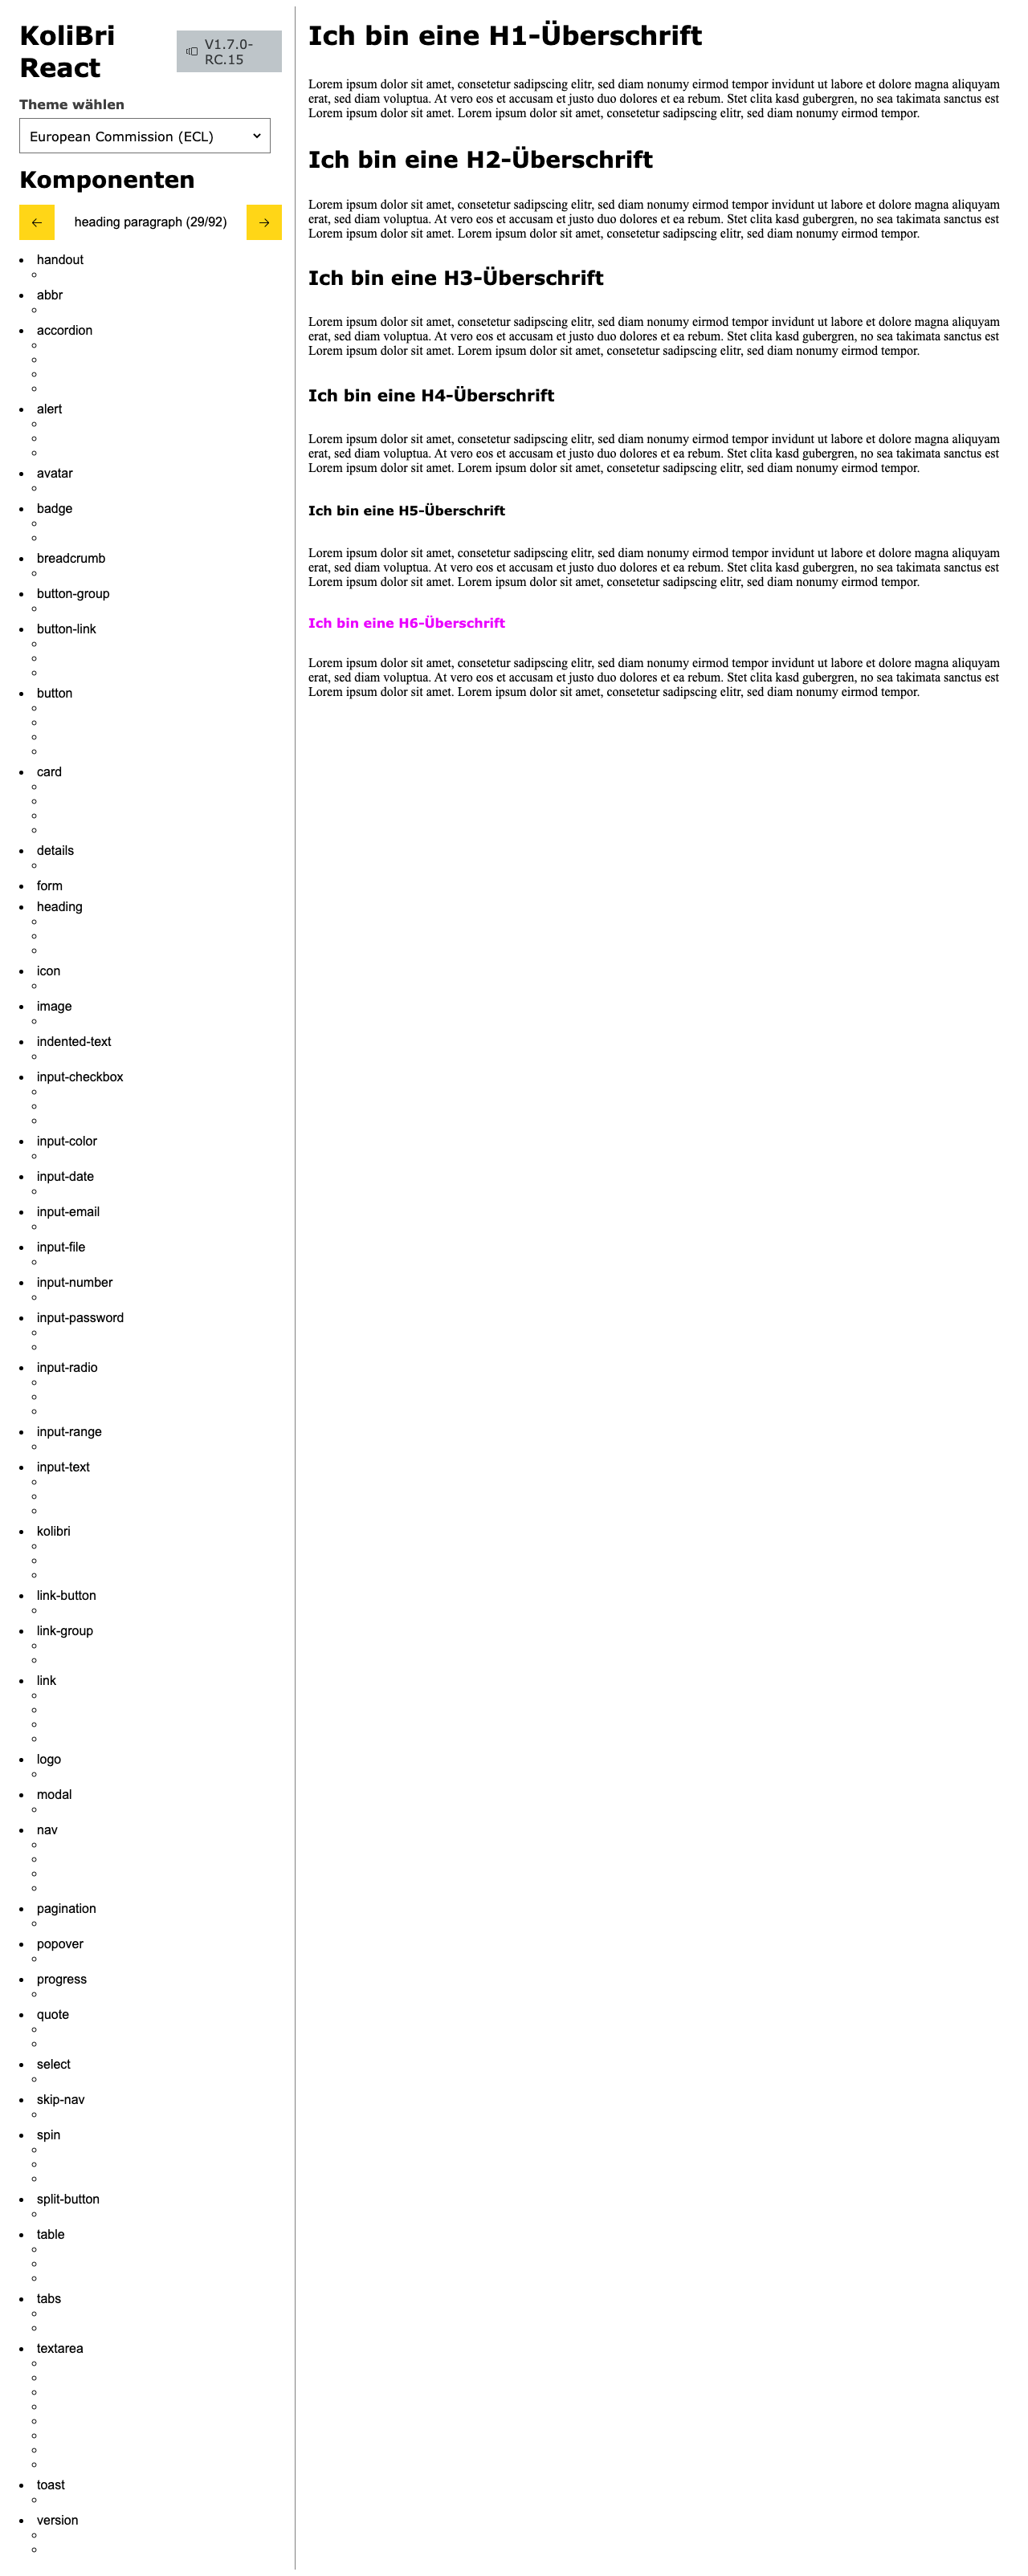 KoliBri
React
V1.7.0-
RC.15
Theme wählen
European Commission (ECL)
Komponenten
heading paragraph (29/92)
handout
abbr
accordion
alert
avatar
badge
breadcrumb
button-group
button-link
button
card
details
form
heading
icon
image
indented-text
input-checkbox
input-color
input-date
input-email
input-file
input-number
input-password
input-radio
input-range
input-text
kolibri
link-button
link-group
link
logo
modal
nav
pagination
popover
progress
quote
select
skip-nav
spin
split-button
table
tabs
textarea
toast
version
Ich bin eine H1-Überschrift
Lorem ipsum dolor sit amet, consetetur sadipscing elitr, sed diam nonumy eirmod tempor invidunt ut labore et dolore magna aliquyam
erat, sed diam voluptua. At vero eos et accusam et justo duo dolores et ea rebum. Stet clita kasd gubergren, no sea takimata sanctus est
Lorem ipsum dolor sit amet. Lorem ipsum dolor sit amet, consetetur sadipscing elitr, sed diam nonumy eirmod tempor.
Ich bin eine H2-Überschrift
Lorem ipsum dolor sit amet, consetetur sadipscing elitr, sed diam nonumy eirmod tempor invidunt ut labore et dolore magna aliquyam
erat, sed diam voluptua. At vero eos et accusam et justo duo dolores et ea rebum. Stet clita kasd gubergren, no sea takimata sanctus est
Lorem ipsum dolor sit amet. Lorem ipsum dolor sit amet, consetetur sadipscing elitr, sed diam nonumy eirmod tempor.
Ich bin eine H3-Überschrift
Lorem ipsum dolor sit amet, consetetur sadipscing elitr, sed diam nonumy eirmod tempor invidunt ut labore et dolore magna aliquyam
erat, sed diam voluptua. At vero eos et accusam et justo duo dolores et ea rebum. Stet clita kasd gubergren, no sea takimata sanctus est
Lorem ipsum dolor sit amet. Lorem ipsum dolor sit amet, consetetur sadipscing elitr, sed diam nonumy eirmod tempor.
Ich bin eine H4-Überschrift
Lorem ipsum dolor sit amet, consetetur sadipscing elitr, sed diam nonumy eirmod tempor invidunt ut labore et dolore magna aliquyam
erat, sed diam voluptua. At vero eos et accusam et justo duo dolores et ea rebum. Stet clita kasd gubergren, no sea takimata sanctus est
Lorem ipsum dolor sit amet. Lorem ipsum dolor sit amet, consetetur sadipscing elitr, sed diam nonumy eirmod tempor.
Ich bin eine H5-Überschrift
Lorem ipsum dolor sit amet, consetetur sadipscing elitr, sed diam nonumy eirmod tempor invidunt ut labore et dolore magna aliquyam
erat, sed diam voluptua. At vero eos et accusam et justo duo dolores et ea rebum. Stet clita kasd gubergren, no sea takimata sanctus est
Lorem ipsum dolor sit amet. Lorem ipsum dolor sit amet, consetetur sadipscing elitr, sed diam nonumy eirmod tempor.
Ich bin eine H6-Überschrift
Lorem ipsum dolor sit amet, consetetur sadipscing elitr, sed diam nonumy eirmod tempor invidunt ut labore et dolore magna aliquyam
erat, sed diam voluptua. At vero eos et accusam et justo duo dolores et ea rebum. Stet clita kasd gubergren, no sea takimata sanctus est
Lorem ipsum dolor sit amet. Lorem ipsum dolor sit amet, consetetur sadipscing elitr, sed diam nonumy eirmod tempor.